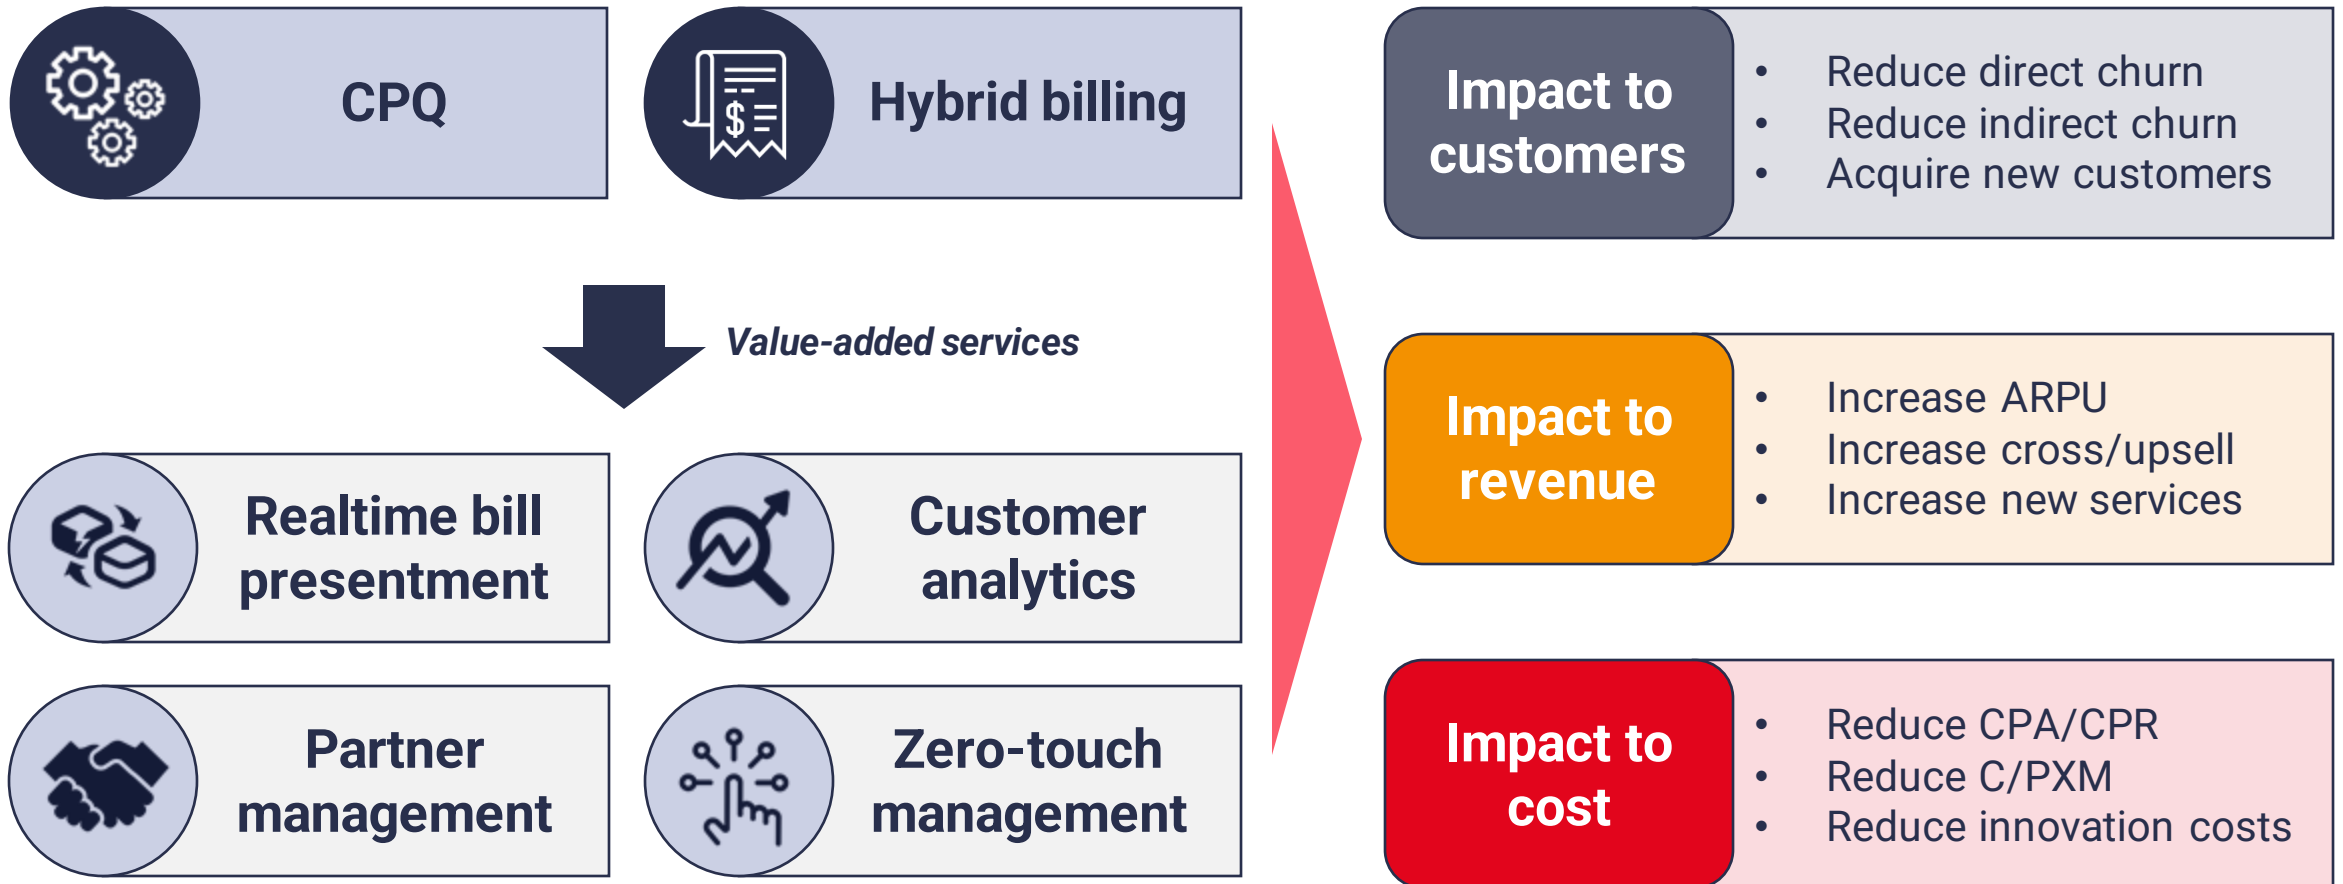 CPQ
Hybrid billing
Value-added services
Realtime bill
presentment
Customer
analytics
Partner
management
Zero-touch
management
Impact to
customers
• Reduce direct churn
• Reduce indirect churn
• Acquire new customers
Impact to
revenue
• Increase ARPU
• Increase cross/upsell
• Increase new services
Impact to
cost
• Reduce CPA/CPR
• Reduce C/PXM
• Reduce innovation costs